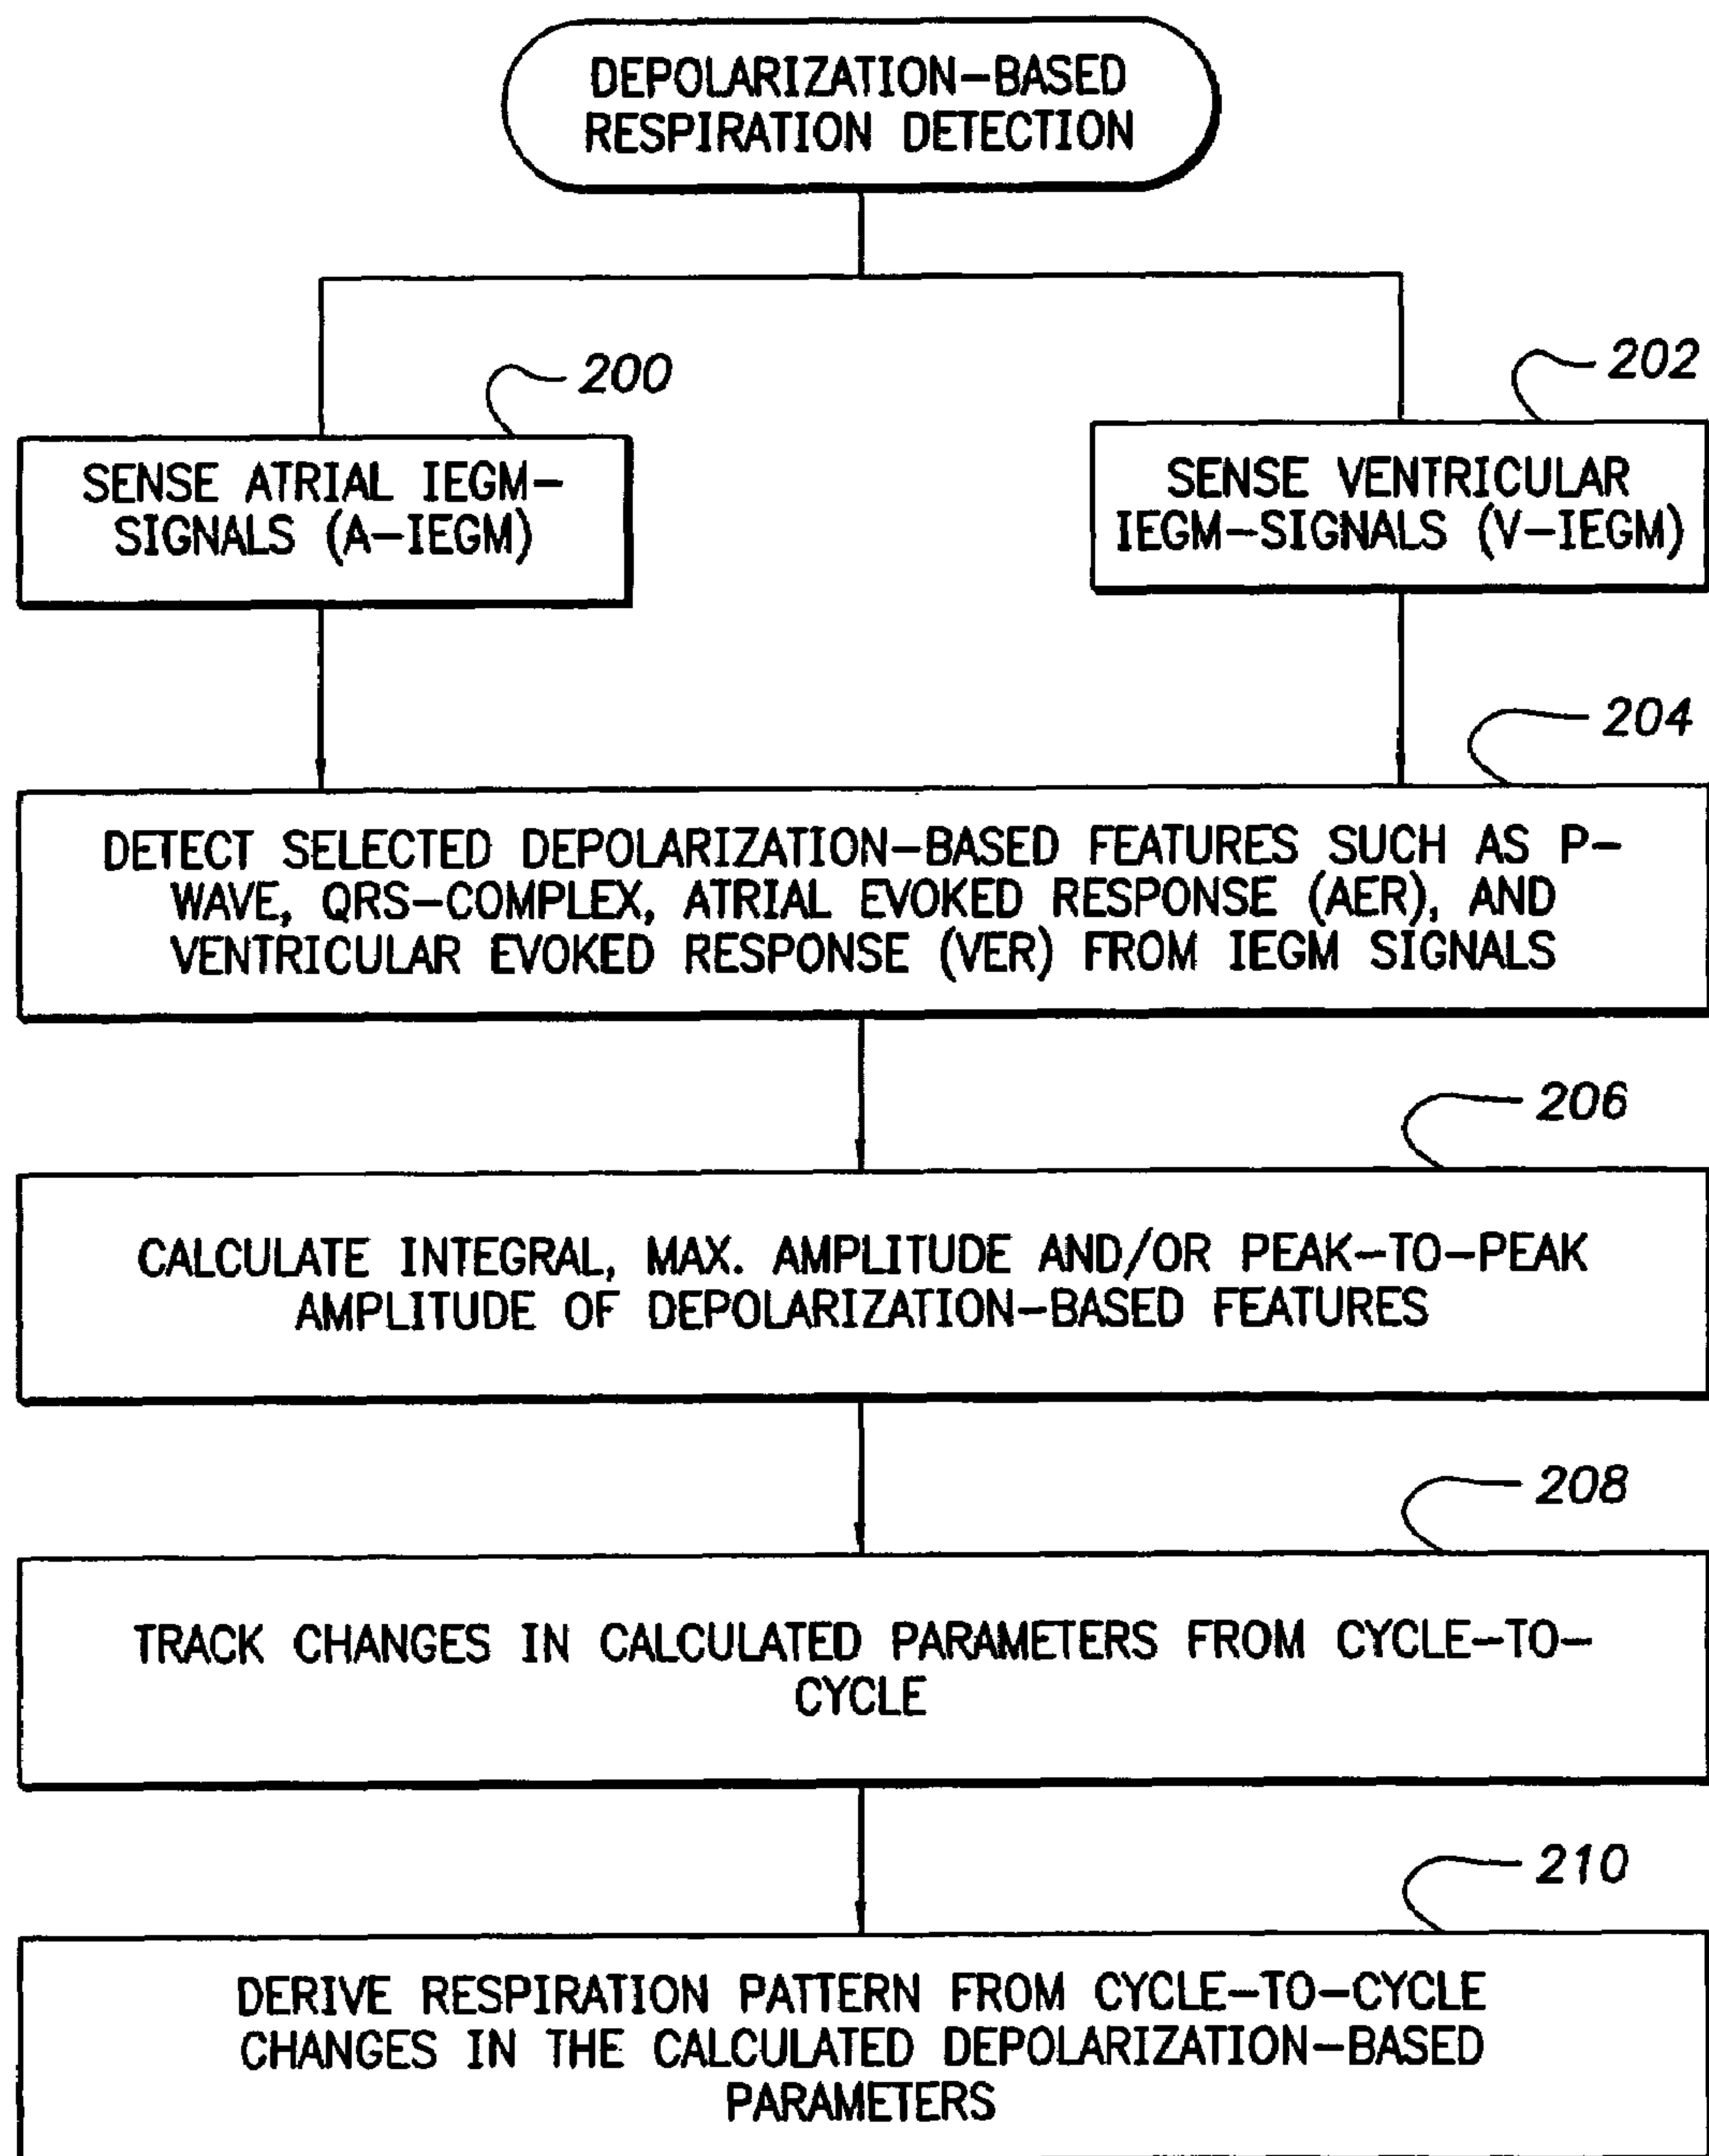 DEPOLARIZATION-BASED
RESPIRATION DETECTION
200
202
SENSE ATRIAL IEGM-
SIGNALS (A-IEGM)
SENSE VENTRICULAR
IEGM-SIGNALS (V-IEGM)
204
DETECT SELECTED DEPOLARIZATION-BASED FEATURES SUCH AS P-
WAVE, QRS-COMPLEX, ATRIAL EVOKED RESPONSE (AER), AND
VENTRICULAR EVOKED RESPONSE (VER) FROM IEGM SIGNALS
206
CALCULATE INTEGRAL, MAX. AMPLITUDE AND/OR PEAK-TO-PEAK
AMPLITUDE OF DEPOLARIZATION-BASED FEATURES
208
TRACK CHANGES IN CALCULATED PARAMETERS FROM CYCLE-TO-
CYCLE
210
DERIVE RESPIRATION PATTERN FROM CYCLE-TO-CYCLE
CHANGES IN THE CALCULATED DEPOLARIZATION-BASED
PARAMETERS